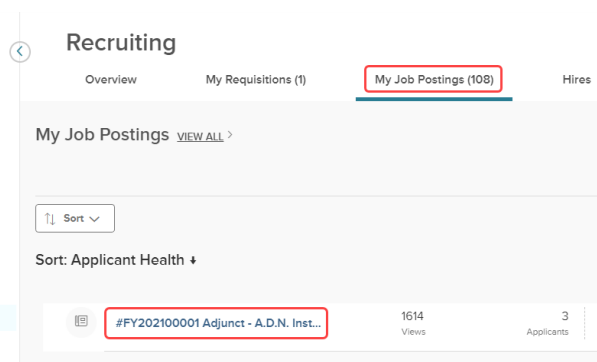 Recruiting
Overview My Requisitions (1) My Job Postings (108) Hires
My Job Postings VIEW ALL >
↑↓ Sort
Sort: Applicant Health ↓
#FY202100001 Adjunct - A.D.N. Inst... 1614 3
Views Applicants